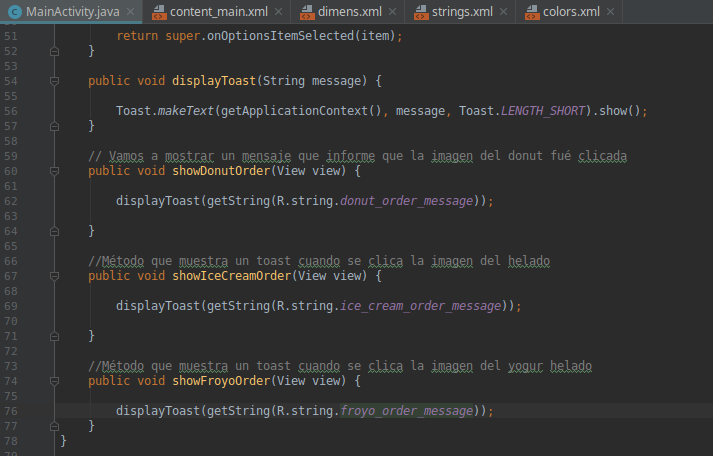 MainActivity.java × content_main.xml × dimens.xml × strings.xml × colors.xml ×
51 return super.onOptionsItemSelected(item);
52 }
53
54 public void displayToast(String message) {
55
56 Toast.makeText(getApplicationContext(), message, Toast.LENGTH_SHORT).show();
57 }
58
59 // Vamos a mostrar un mensaje que informe que la imagen del donut fué clicada
60 public void showDonutOrder(View view) {
61
62 displayToast(getString(R.string.donut_order_message));
63
64 }
65
66 //Método que muestra un toast cuando se clica la imagen del helado
67 public void showIceCreamOrder(View view) {
68
69 displayToast(getString(R.string.ice_cream_order_message));
70
71 }
72
73 //Método que muestra un toast cuando se clica la imagen del yogur helado
74 public void showFroyoOrder(View view) {
75
76 displayToast(getString(R.string.froyo_order_message));
77 }
78 }
79